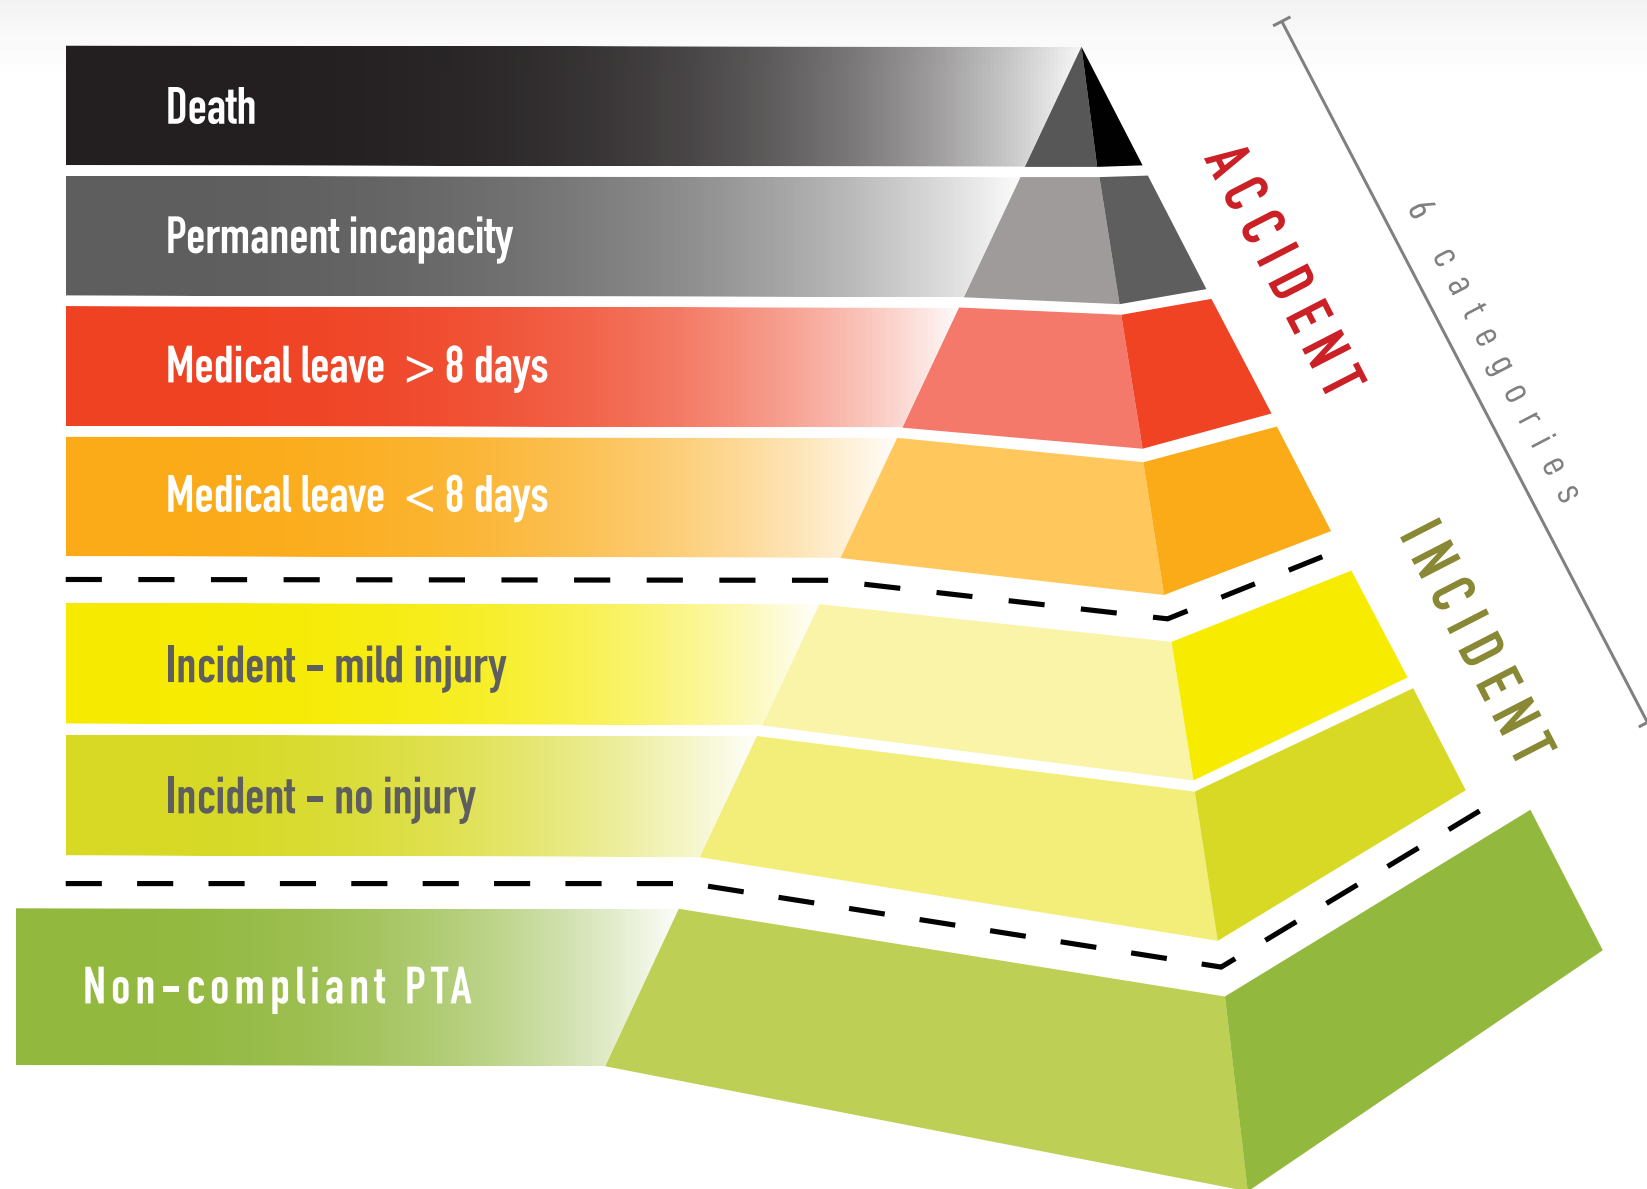 Death
Permanent incapacity
Medical leave > 8 days
Medical leave < 8 days
Incident - mild injury
Incident - no injury
Non-compliant PTA
ACCIDENT
INCIDENT
6 categories